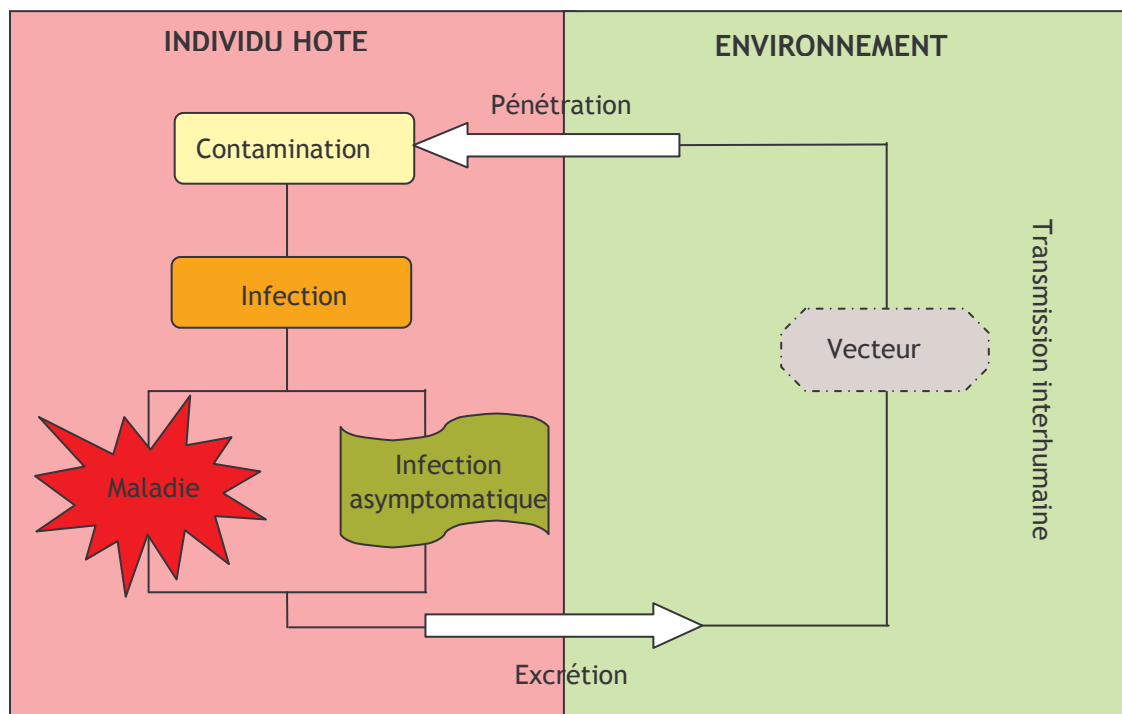 INDIVIDU HOTE
ENVIRONNEMENT
Pénétration
Contamination
Infection
Vecteur
Transmission interhumaine
Maladie
Infection
asymptomatique
Excrétion